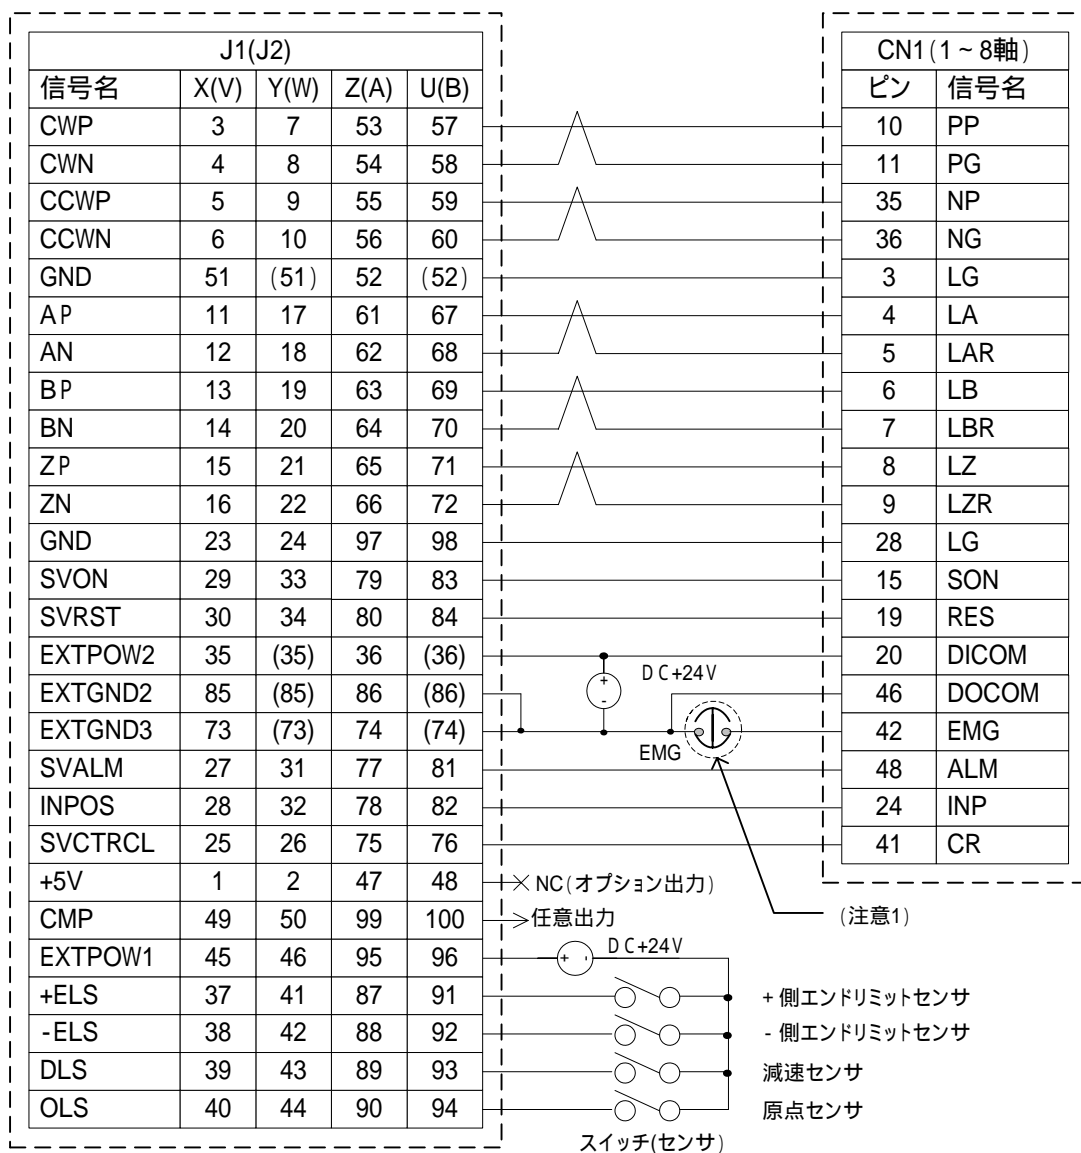 J1(J2)
信号名 X(V) Y(W) Z(A) U(B)
CWP 3 7 53 57
CWN 4 8 54 58
CCWP 5 9 55 59
CCWN 6 10 56 60
GND 51 (51) 52 (52)
AP 11 17 61 67
AN 12 18 62 68
BP 13 19 63 69
BN 14 20 64 70
ZP 15 21 65 71
ZN 16 22 66 72
GND 23 24 97 98
SVON 29 33 79 83
SVRST 30 34 80 84
EXTPOW2 35 (35) 36 (36)
EXTGND2 85 (85) 86 (86)
EXTGND3 73 (73) 74 (74)
SVALM 27 31 77 81
INPOS 28 32 78 82
SVCTRCL 25 26 75 76
+5V 1 2 47 48
CMP 49 50 99 100
EXTPOW1 45 46 95 96
+ELS 37 41 87 91
-ELS 38 42 88 92
DLS 39 43 89 93
OLS 40 44 90 94
CN1(1~8軸)
ピン 信号名
10 PP
11 PG
35 NP
36 NG
3 LG
4 LA
5 LAR
6 LB
7 LBR
8 LZ
9 LZR
28 LG
15 SON
19 RES
20 DICOM
46 DOCOM
42 EMG
48 ALM
24 INP
41 CR
DC+24V
+
-
EMG
(注意1)
NC(オプション出力)
任意出力
DC+24V
+
+側エンドリミットセンサ
-側エンドリミットセンサ
減速センサ
原点センサ
スイッチ(センサ)